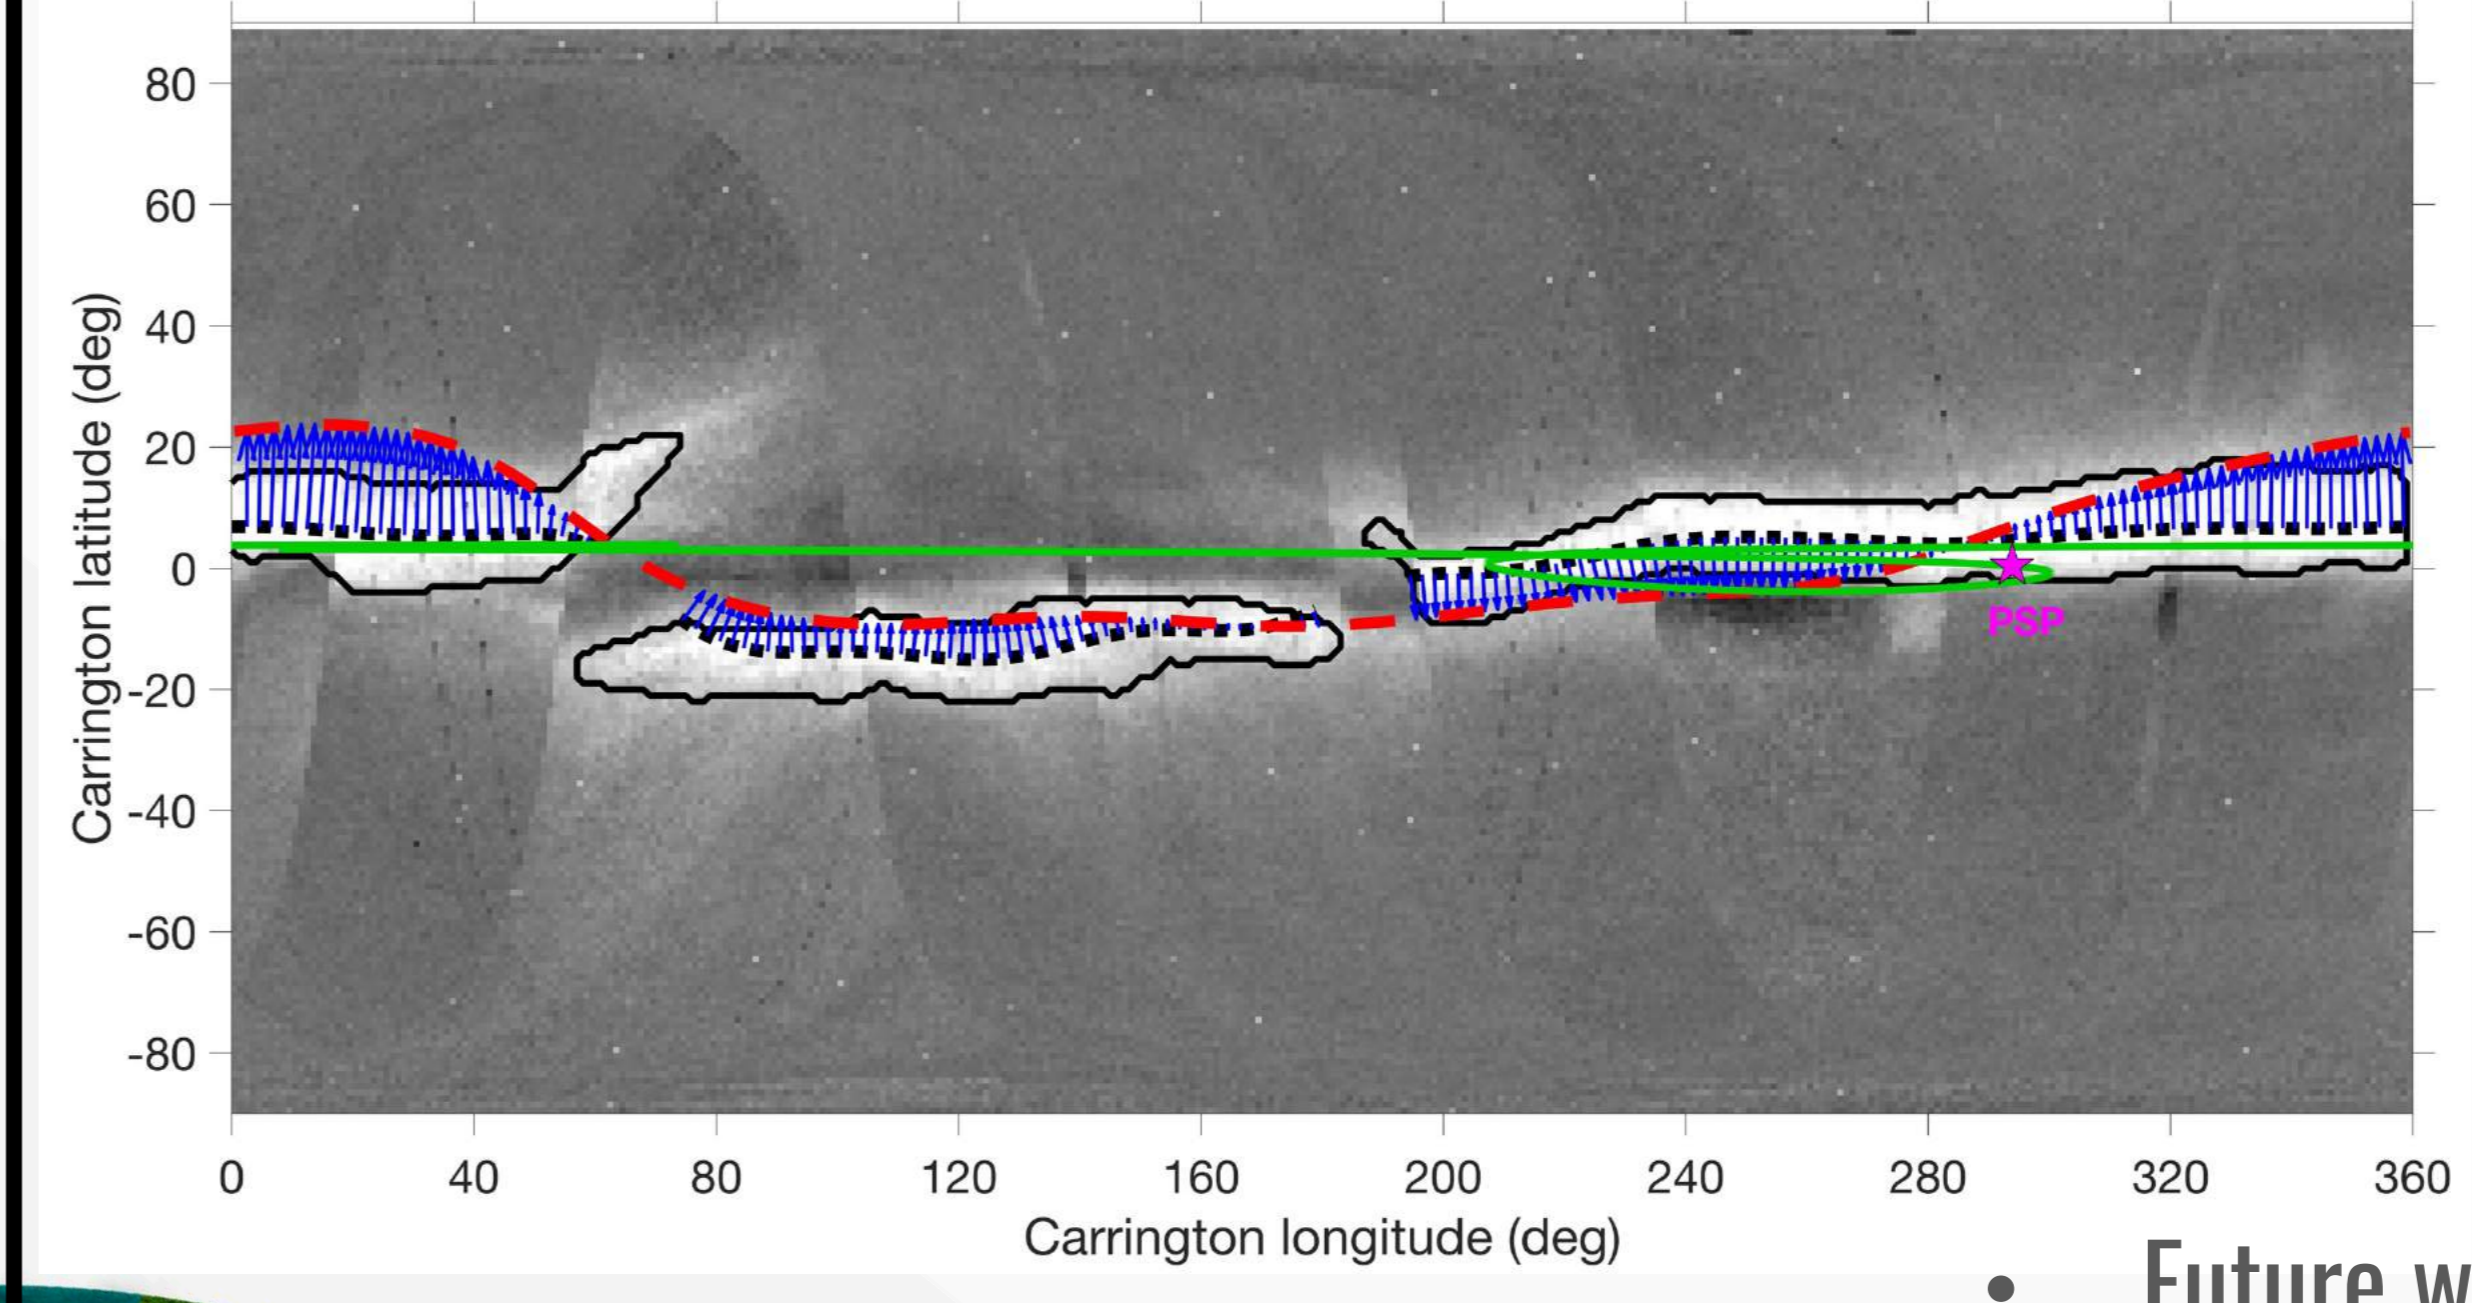 80
60
40
20
0
-20
-40
-60
-80
Carrington latitude (deg)
PSP
0 40 80 120 160 200 240 280 320 360
Carrington longitude (deg)
• Future w